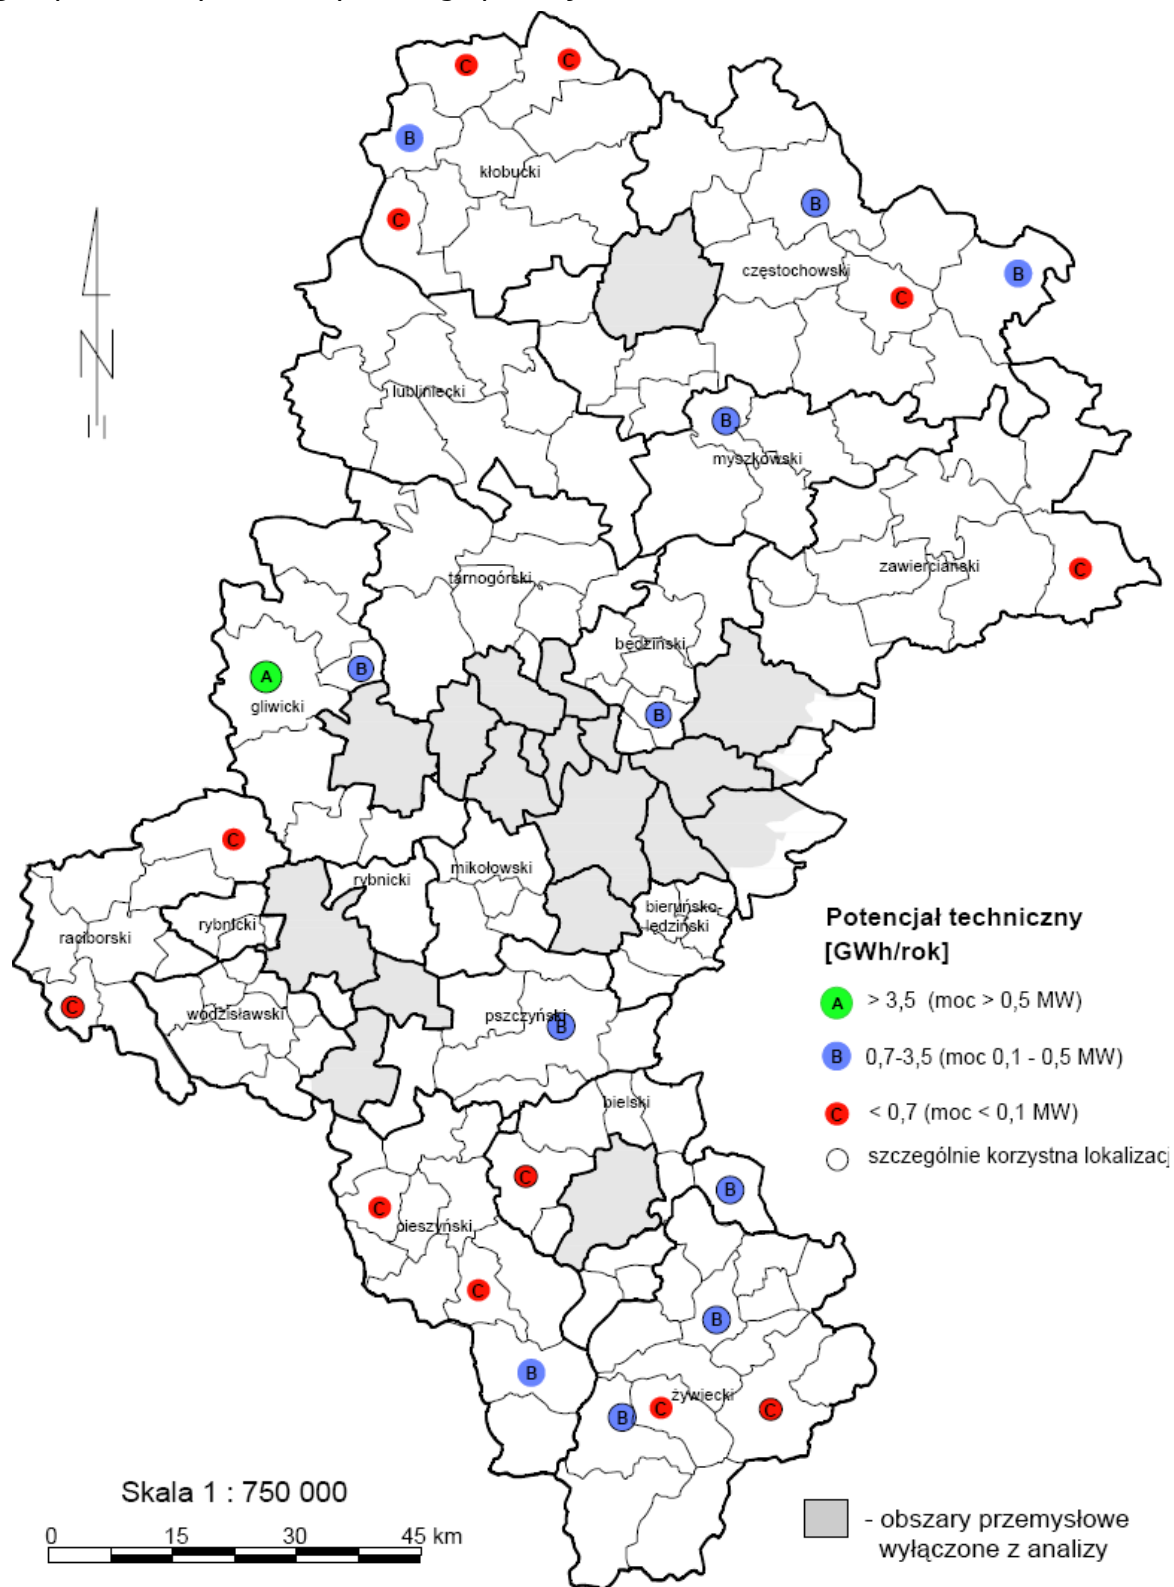 C
C
B
kłobucki
C
B
częstochowski
B
C
N
lubliniecki
B
myszkowski
zawierciański
C
tarnogórski
będziński
A
B
gliwicki
B
C
mikołowski
rybnicki
bieruńsko-
lędziński
rybnicki
raciborski
C
wodzisławski
pszczyński
B
bielski
C
B
C
cieszyński
C
B
B
żywiecki
B
C
C
Potencjał techniczny
[GWh/rok]
A > 3,5 (moc > 0,5 MW)
B 0,7-3,5 (moc 0,1 - 0,5 MW)
C < 0,7 (moc < 0,1 MW)
szczególnie korzystna lokalizacj
Skala 1 : 750 000
0 15 30 45 km
- obszary przemysłowe
wyłączone z analizy